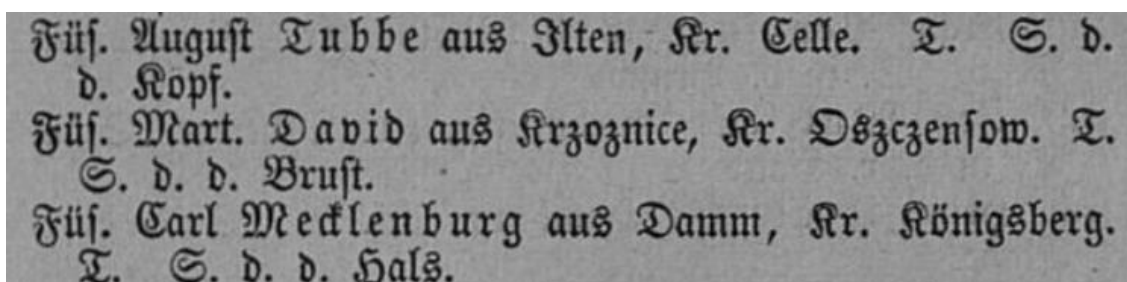 Füs. August Tubbe aus Ilten, Kr. Celle. T. S. d.
d. Kopf.
Füs. Mart. David aus Krzoznice, Kr. Oszczensow. T.
S. d. d. Brust.
Füs. Carl Mecklenburg aus Damm, Kr. Königsberg.
T. S. d. d. Hals.